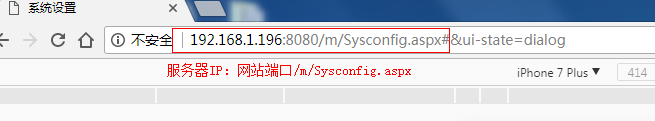 系统设置
不安全 192.168.1.196:8080/m/Sysconfig.aspx#&ui-state=dialog
服务器IP：网站端口/m/Sysconfig.aspx
iPhone 7 Plus▼ 414